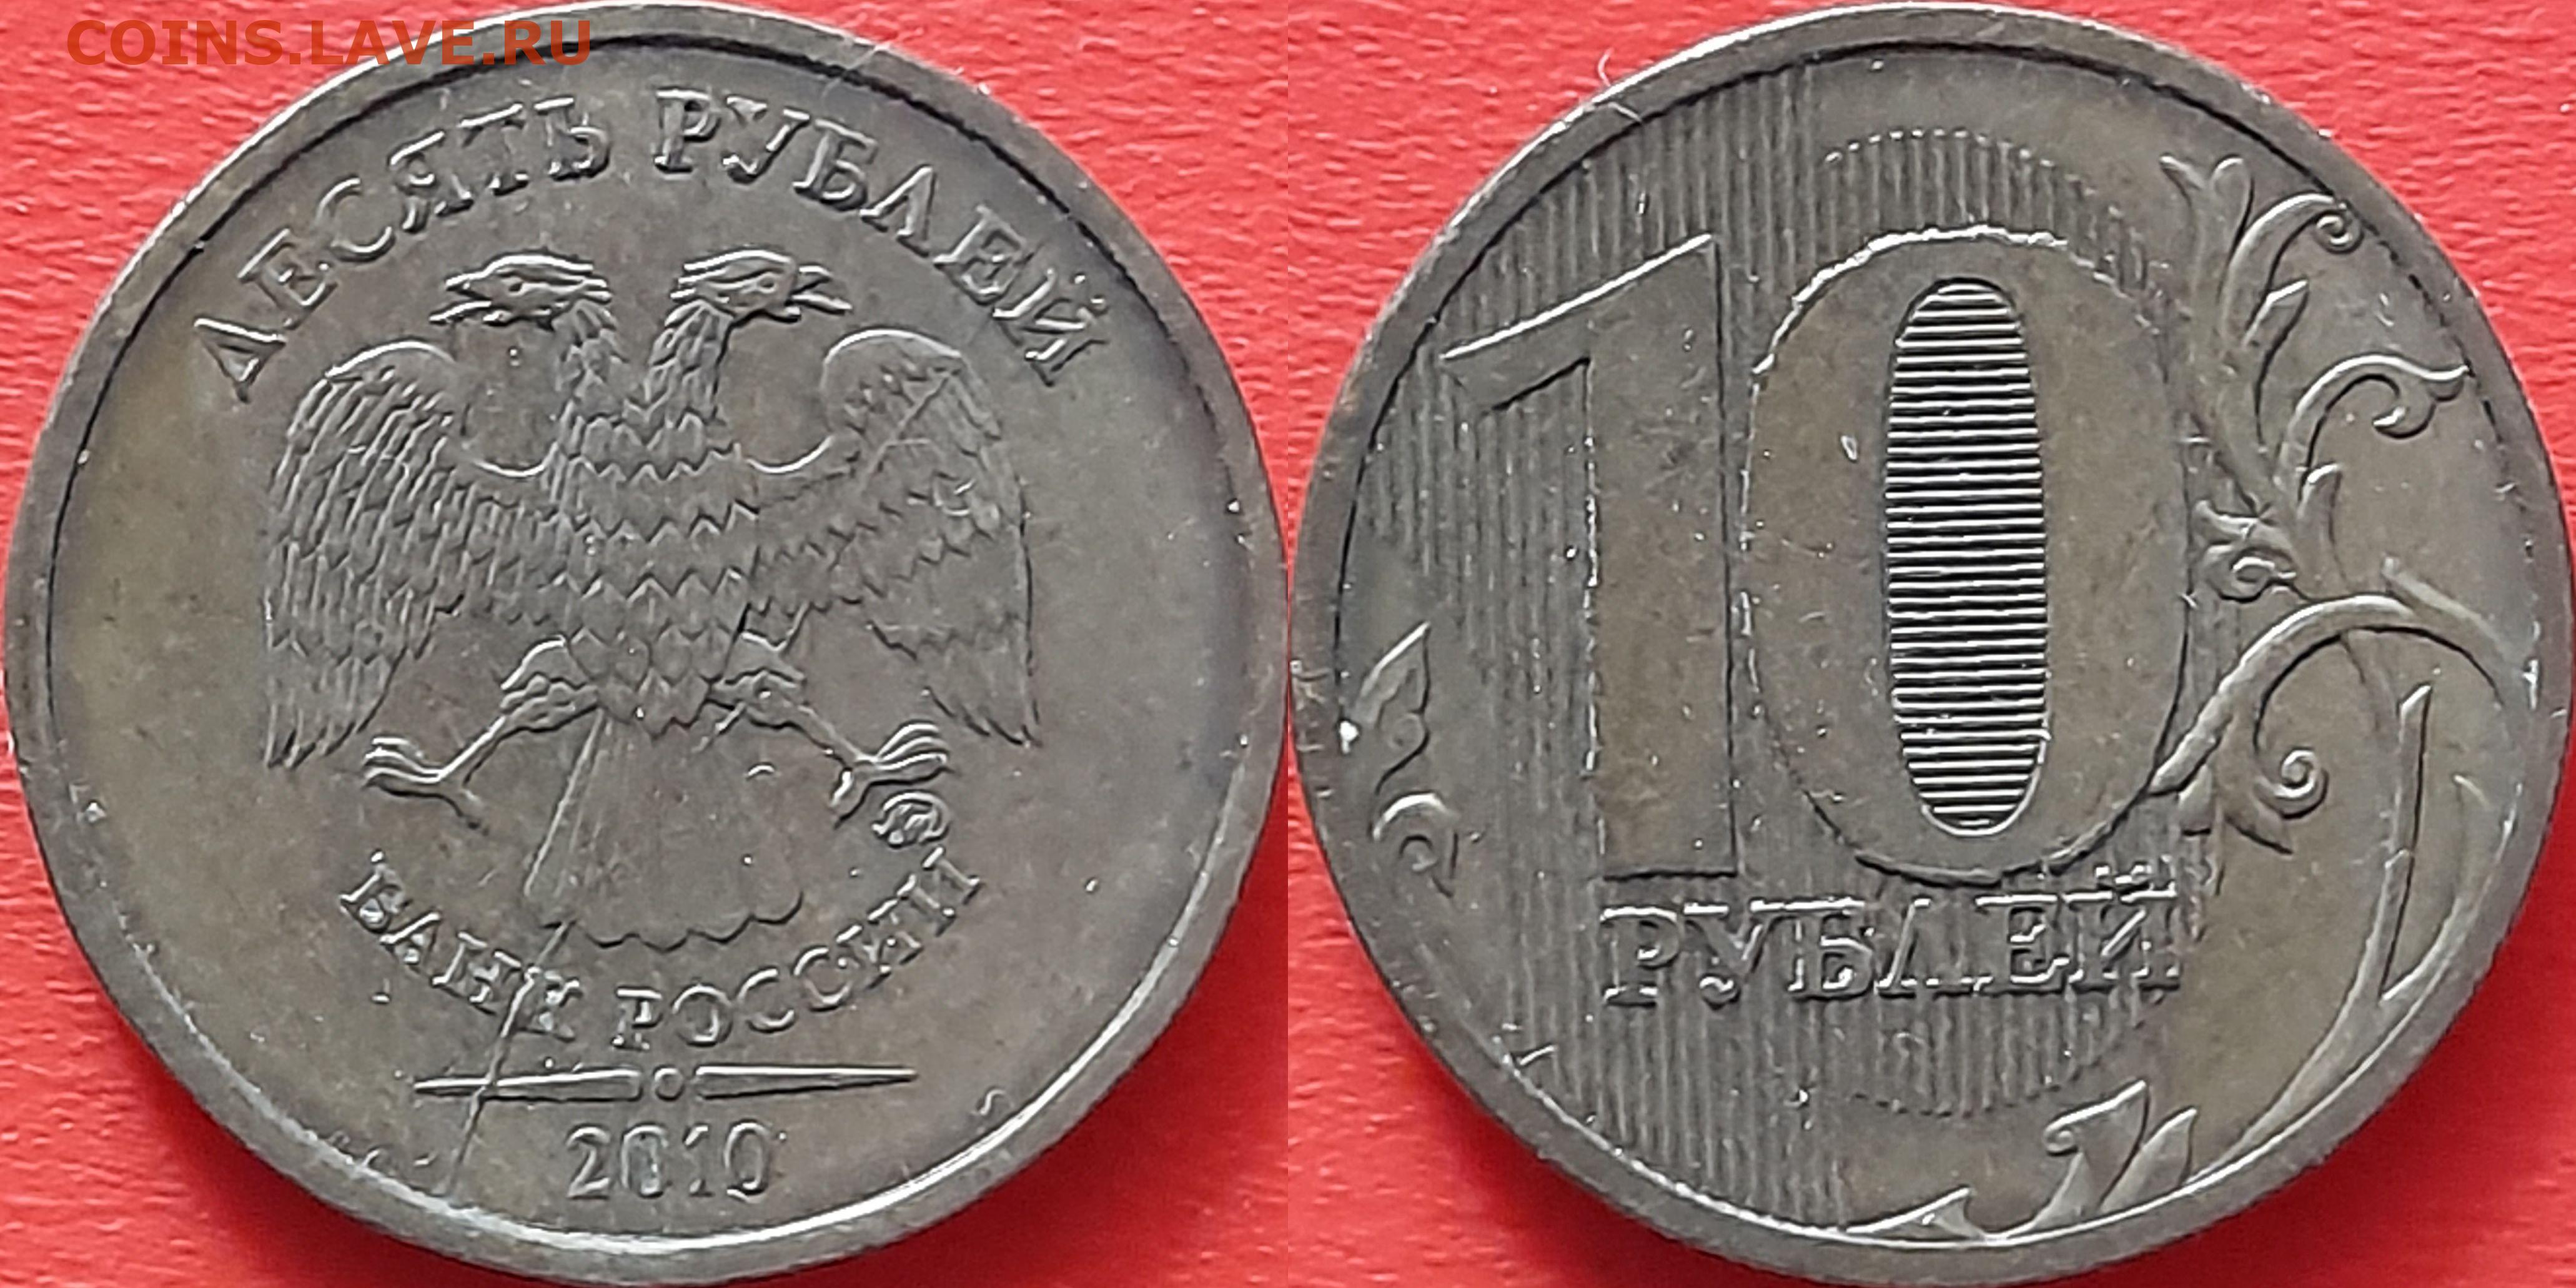 COINS.LAVE.RU
ДЕСЯТЬ РУБЛЕЙ
БАНК РОССИИ
2010
10
РУБЛЕЙ